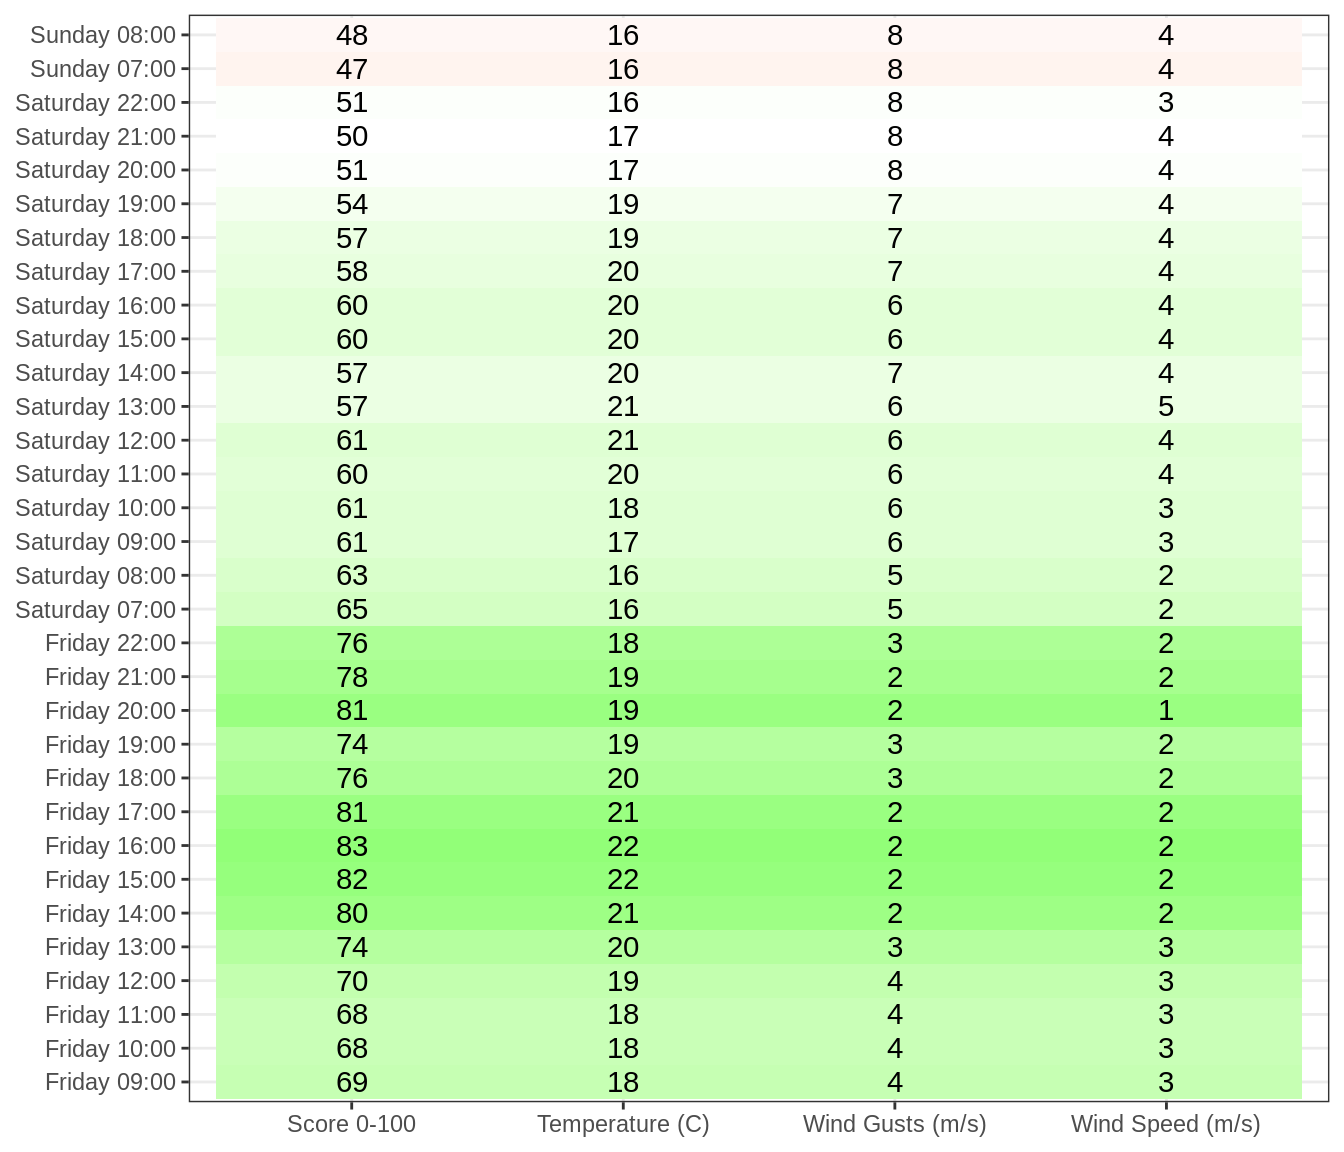 Sunday 08:00 48 16 8 4
Sunday 07:00 47 16 8 4
Saturday 22:00 51 16 8 3
Saturday 21:00 50 17 8 4
Saturday 20:00 51 17 8 4
Saturday 19:00 54 19 7 4
Saturday 18:00 57 19 7 4
Saturday 17:00 58 20 7 4
Saturday 16:00 60 20 6 4
Saturday 15:00 60 20 6 4
Saturday 14:00 57 20 7 4
Saturday 13:00 57 21 6 5
Saturday 12:00 61 21 6 4
Saturday 11:00 60 20 6 4
Saturday 10:00 61 18 6 3
Saturday 09:00 61 17 6 3
Saturday 08:00 63 16 5 2
Saturday 07:00 65 16 5 2
Friday 22:00 76 18 3 2
Friday 21:00 78 19 2 2
Friday 20:00 81 19 2 1
Friday 19:00 74 19 3 2
Friday 18:00 76 20 3 2
Friday 17:00 81 21 2 2
Friday 16:00 83 22 2 2
Friday 15:00 82 22 2 2
Friday 14:00 80 21 2 2
Friday 13:00 74 20 3 3
Friday 12:00 70 19 4 3
Friday 11:00 68 18 4 3
Friday 10:00 68 18 4 3
Friday 09:00 69 18 4 3
Score 0-100 Temperature (C) Wind Gusts (m/s) Wind Speed (m/s)